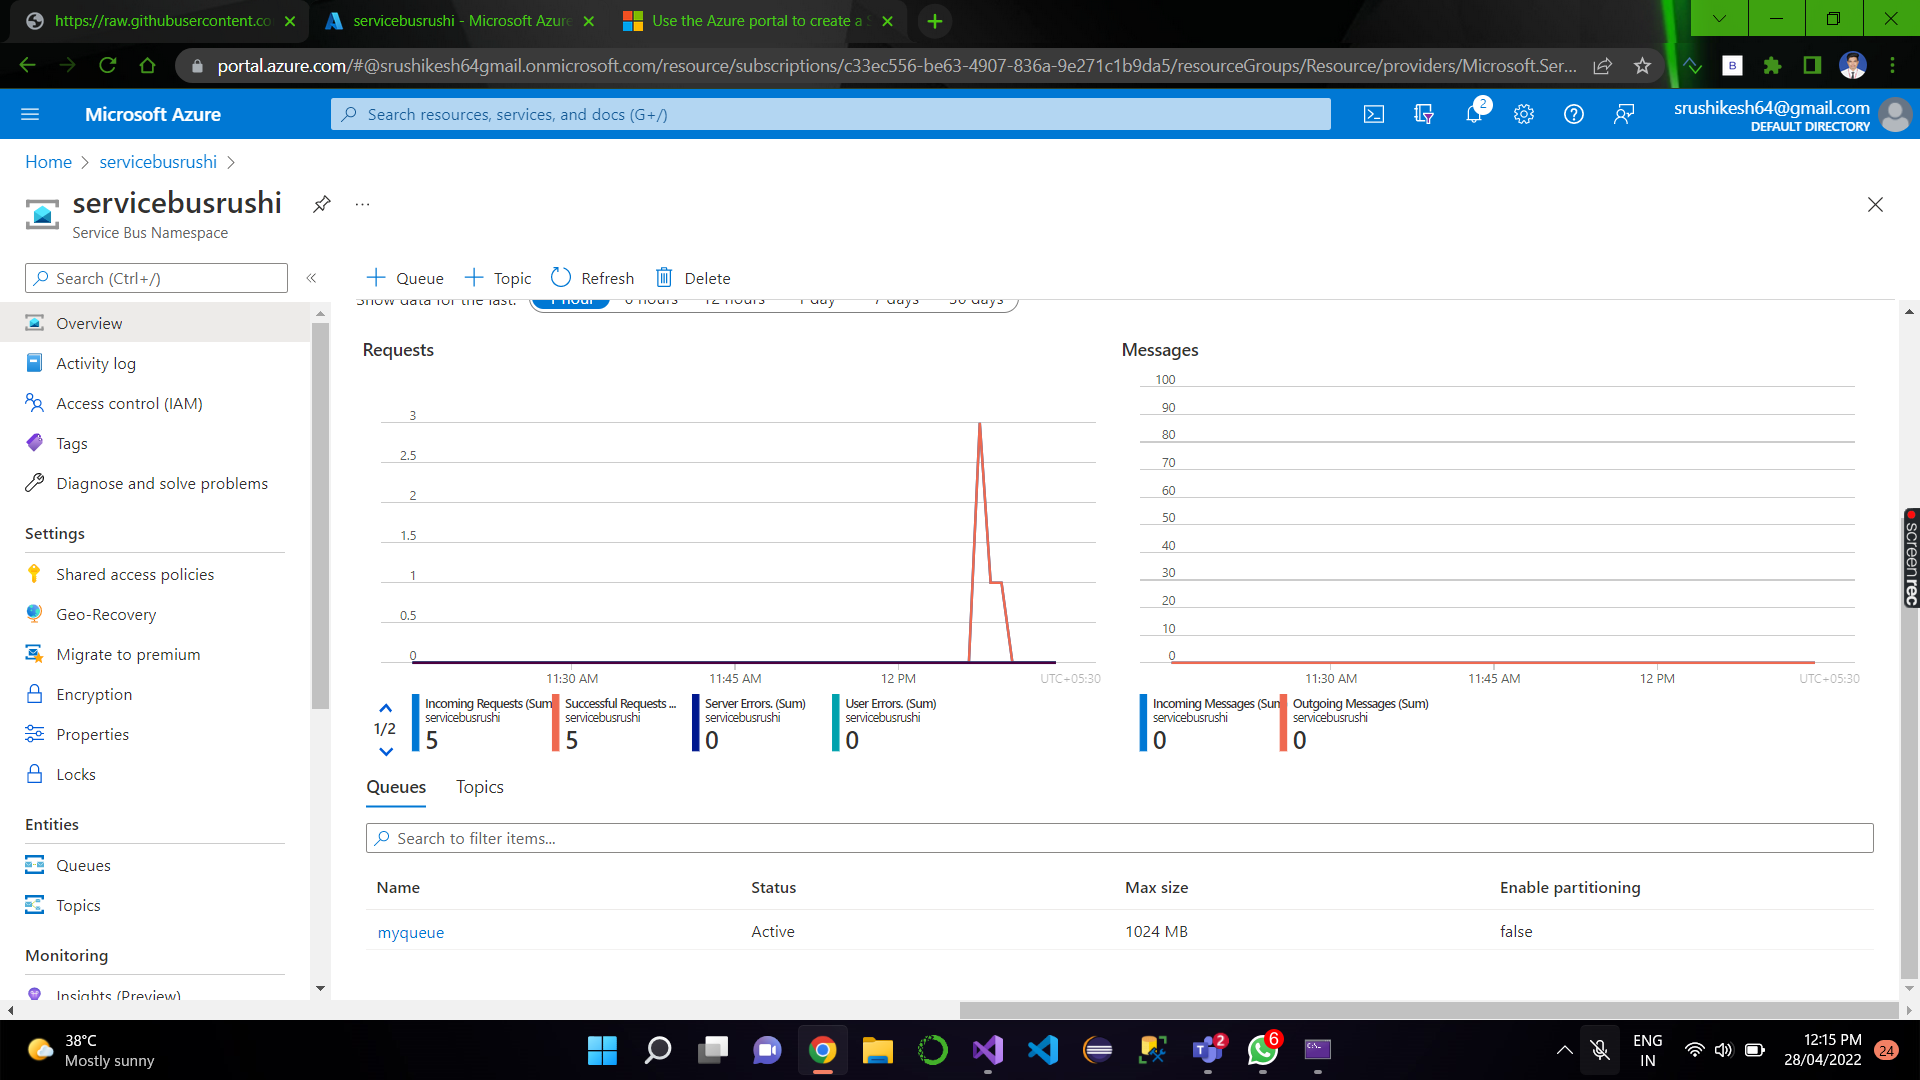 https://raw.githubusercontent.co
servicebusrushi - Microsoft Azure
Use the Azure portal to create a S
portal.azure.com/#@srushikesh64gmail.onmicrosoft.com/resource/subscriptions/c33ec556-be63-4907-836a-9e271c1b9da5/resourceGroups/Resource/providers/Microsoft.Ser...
B
Microsoft Azure
Search resources, services, and docs (G+/)
2
srushikesh64@gmail.com
DEFAULT DIRECTORY
Home > servicebusrushi >
servicebusrushi
...
Service Bus Namespace
Search (Ctrl+/)
«
Queue
Topic
Refresh
Delete
Show data for the last:
1 hour
6 hours
12 hours
1 day
7 days
30 days
Overview
Activity log
Access control (IAM)
Tags
Diagnose and solve problems
Settings
Shared access policies
Geo-Recovery
Migrate to premium
Encryption
Properties
Locks
Entities
Queues
Topics
Monitoring
Insights (Preview)
Requests
3
2.5
2
1.5
1
0.5
0
11:30 AM
11:45 AM
12 PM
UTC+05:30
1/2
Incoming Requests (Sum)
servicebusrushi
5
Successful Requests ...
servicebusrushi
5
Server Errors. (Sum)
servicebusrushi
0
User Errors. (Sum)
servicebusrushi
0
Messages
100
90
80
70
60
50
40
30
20
10
0
11:30 AM
11:45 AM
12 PM
UTC+05:30
Incoming Messages (Sum)
servicebusrushi
0
Outgoing Messages (Sum)
servicebusrushi
0
Queues
Topics
Search to filter items...
Name
Status
Max size
Enable partitioning
myqueue
Active
1024 MB
false
screenrec
38°C
Mostly sunny
2
6
ENG
IN
12:15 PM
28/04/2022
24